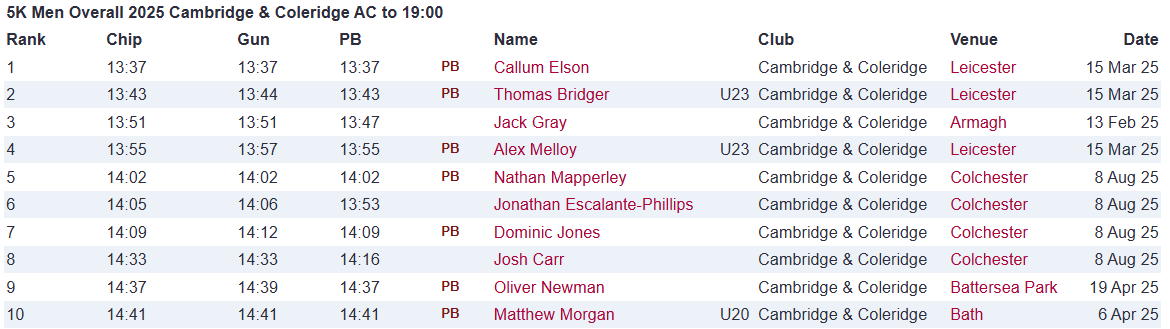 5K Men Overall 2025 Cambridge & Coleridge AC to 19:00
Rank Chip Gun PB Name Club Venue Date
1 13:37 13:37 13:37 PB Callum Elson Cambridge & Coleridge Leicester 15 Mar 25
2 13:43 13:44 13:43 PB Thomas Bridger U23 Cambridge & Coleridge Leicester 15 Mar 25
3 13:51 13:51 13:47 Jack Gray Cambridge & Coleridge Armagh 13 Feb 25
4 13:55 13:57 13:55 PB Alex Melloy U23 Cambridge & Coleridge Leicester 15 Mar 25
5 14:02 14:02 14:02 PB Nathan Mapperley Cambridge & Coleridge Colchester 8 Aug 25
6 14:05 14:06 13:53 Jonathan Escalante-Phillips Cambridge & Coleridge Colchester 8 Aug 25
7 14:09 14:12 14:09 PB Dominic Jones Cambridge & Coleridge Colchester 8 Aug 25
8 14:33 14:33 14:16 Josh Carr Cambridge & Coleridge Colchester 8 Aug 25
9 14:37 14:39 14:37 PB Oliver Newman Cambridge & Coleridge Battersea Park 19 Apr 25
10 14:41 14:41 14:41 PB Matthew Morgan U20 Cambridge & Coleridge Bath 6 Apr 25